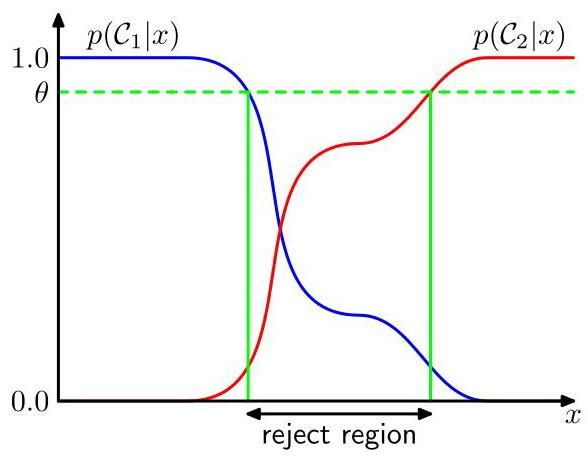 p(C₁|x) p(C₂|x)
1.0
θ
0.0
x
reject region